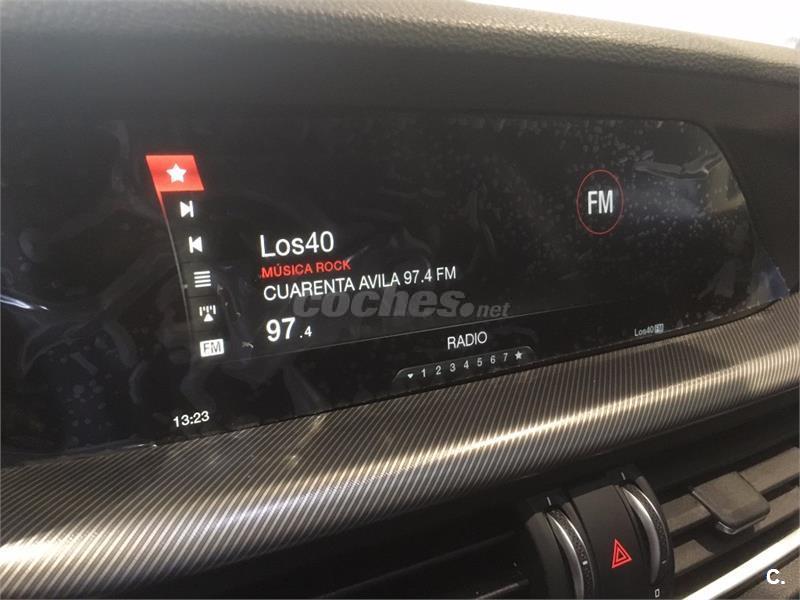 FM
Los40
MÚSICA ROCK
CUARENTA AVILA 97.4 FM
coches.net
97.4
FM
RADIO
Los40 FM
1 2 3 4 5 6 7
13:23
C.